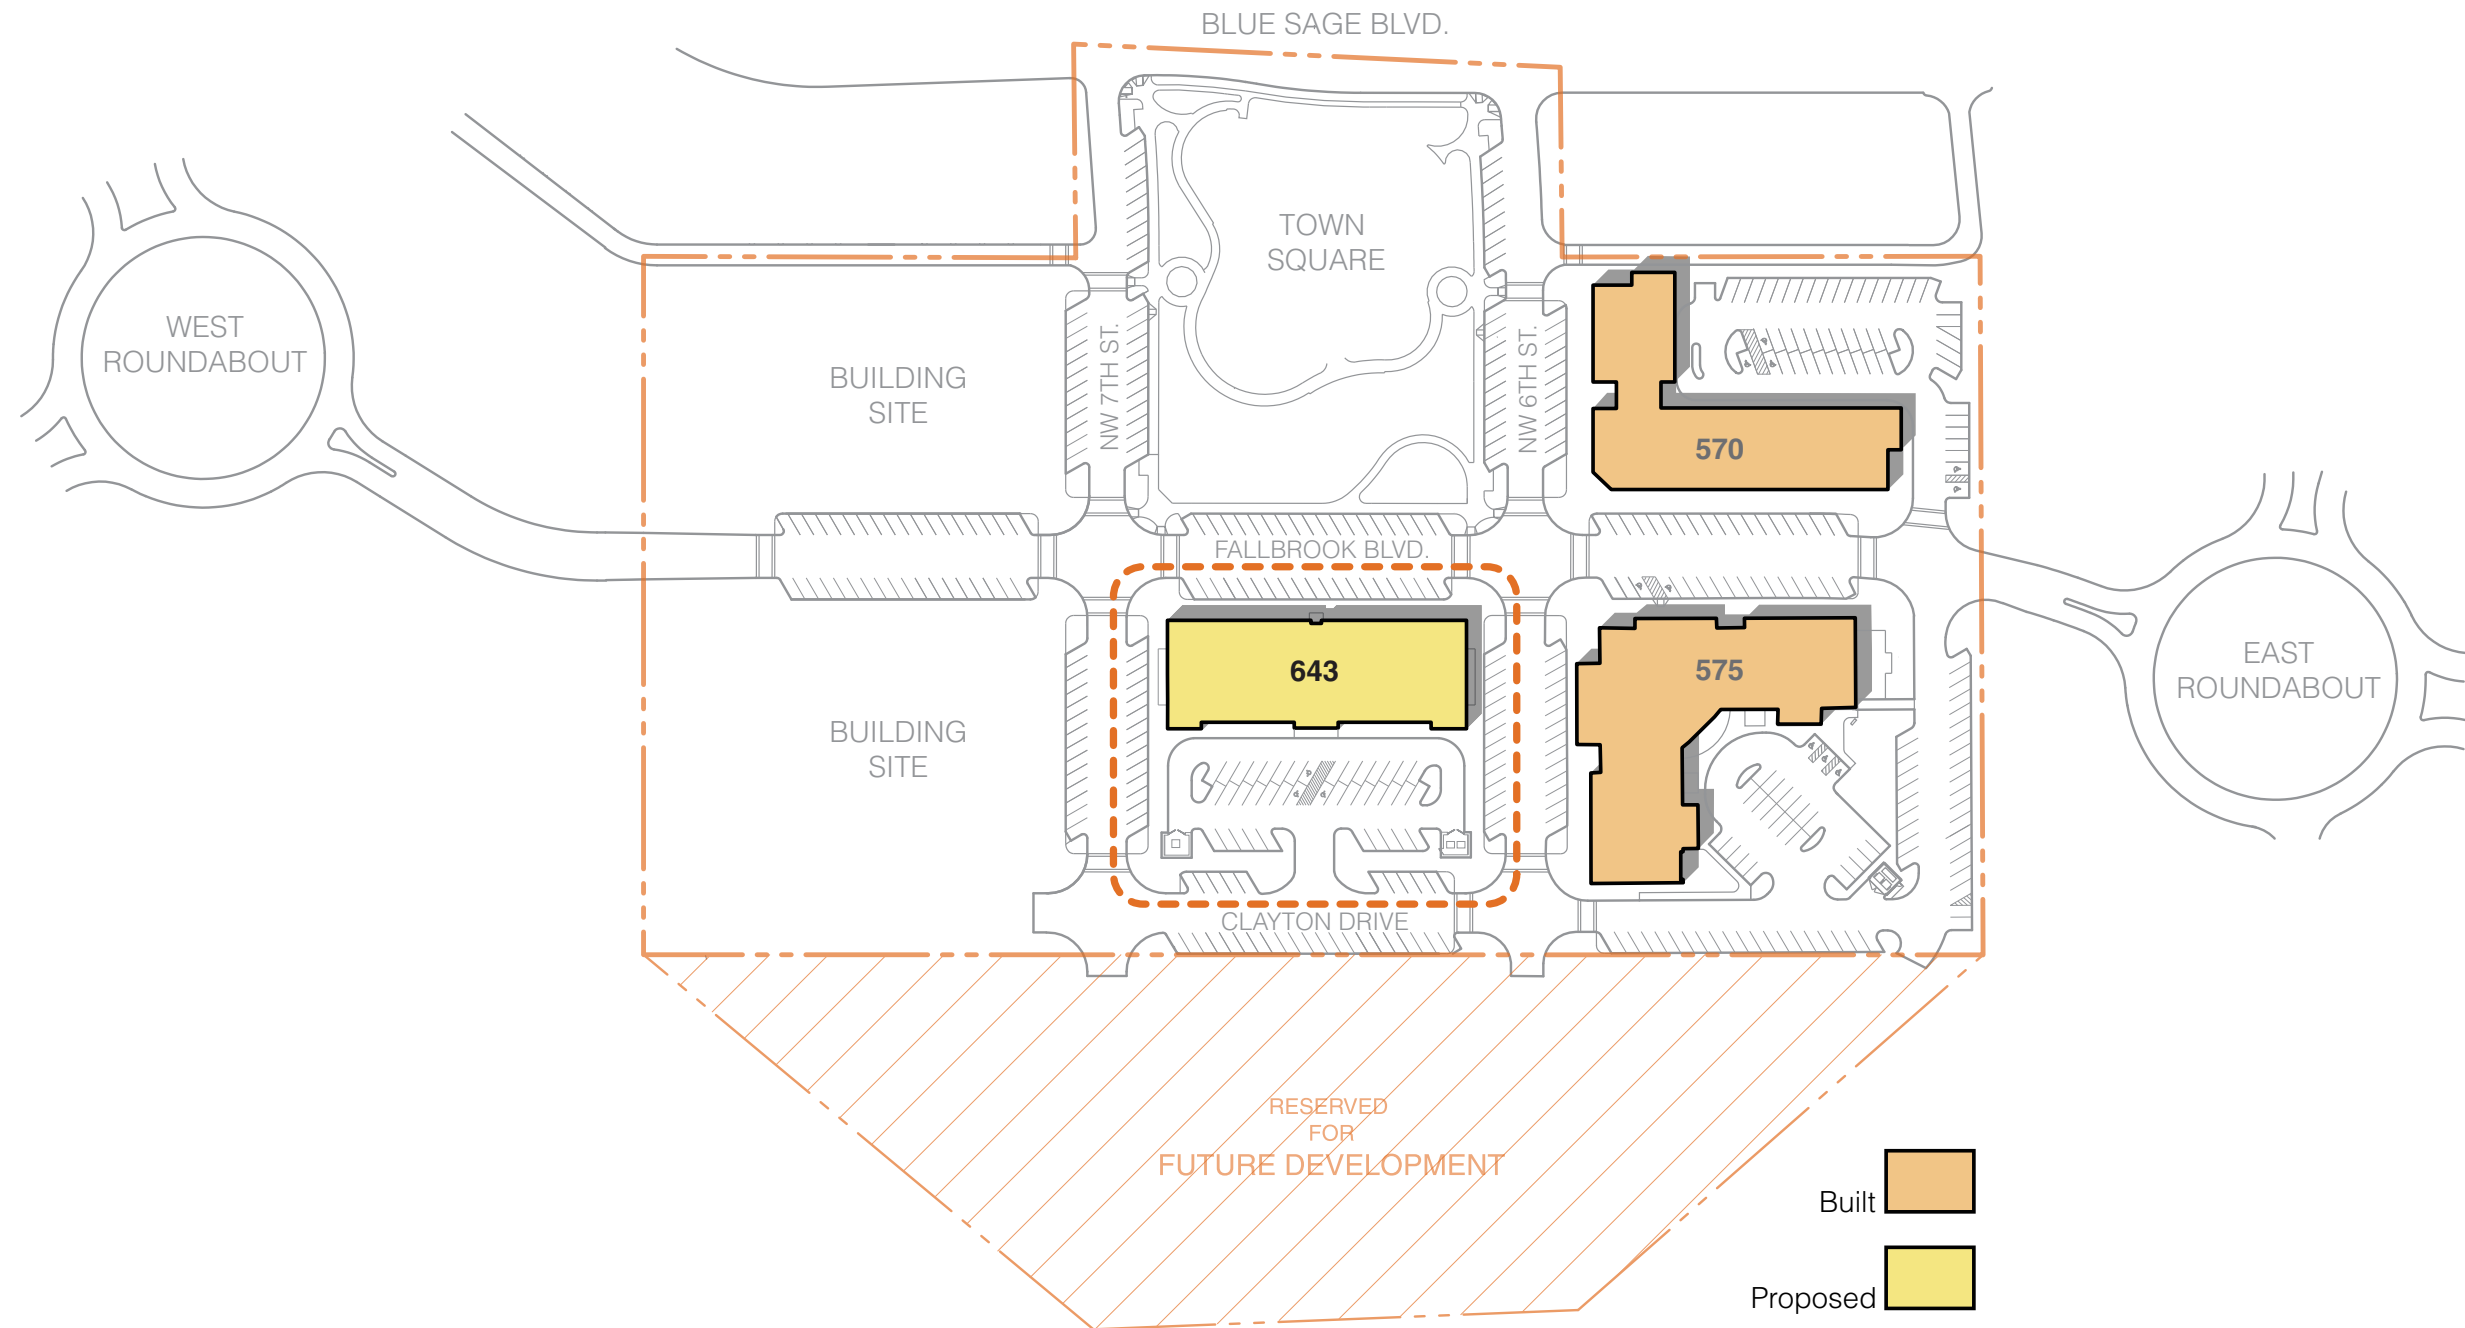 BLUE SAGE BLVD.
TOWN
SQUARE
WEST
ROUNDABOUT
BUILDING
SITE
NW 7TH ST.
NW 6TH ST.
570
FALLBROOK BLVD.
643
575
EAST
ROUNDABOUT
BUILDING
SITE
CLAYTON DRIVE
RESERVED
FOR
FUTURE DEVELOPMENT
Built
Proposed